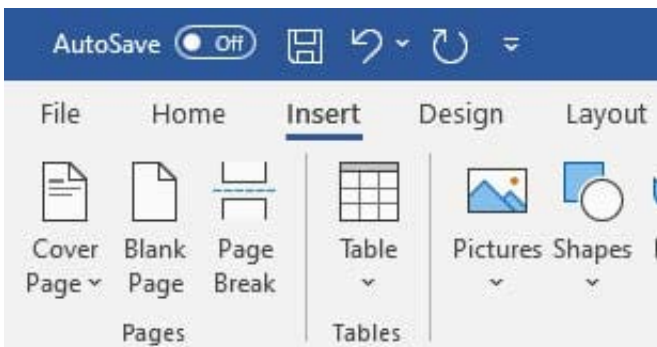 AutoSave Off
File Home Insert Design Layout
Cover Blank Page Table Pictures Shapes
Page Page Break
Pages Tables